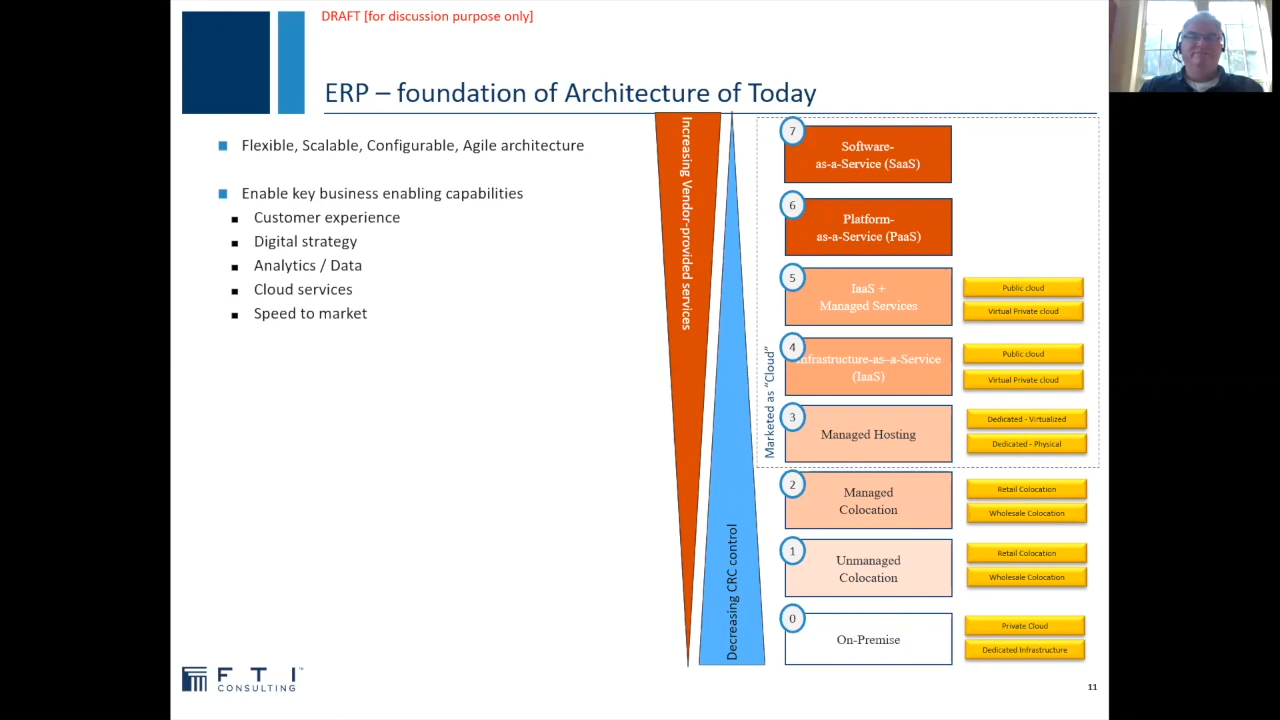 DRAFT [for discussion purpose only]
ERP – foundation of Architecture of Today
Flexible, Scalable, Configurable, Agile architecture
Enable key business enabling capabilities
Customer experience
Digital strategy
Analytics / Data
Cloud services
Speed to market
Increasing Vendor-provided services
Decreasing CRC control
Marketed as “Cloud”
7
Software-
as-a-Service (SaaS)
6
Platform-
as-a-Service (PaaS)
5
IaaS +
Managed Services
Public cloud
Virtual Private cloud
4
Infrastructure-as–a-Service
(IaaS)
Public cloud
Virtual Private cloud
3
Managed Hosting
Dedicated - Virtualized
Dedicated - Physical
2
Managed
Colocation
Retail Colocation
Wholesale Colocation
1
Unmanaged
Colocation
Retail Colocation
Wholesale Colocation
0
On-Premise
Private Cloud
Dedicated Infrastructure
F T I ™
CONSULTING
11